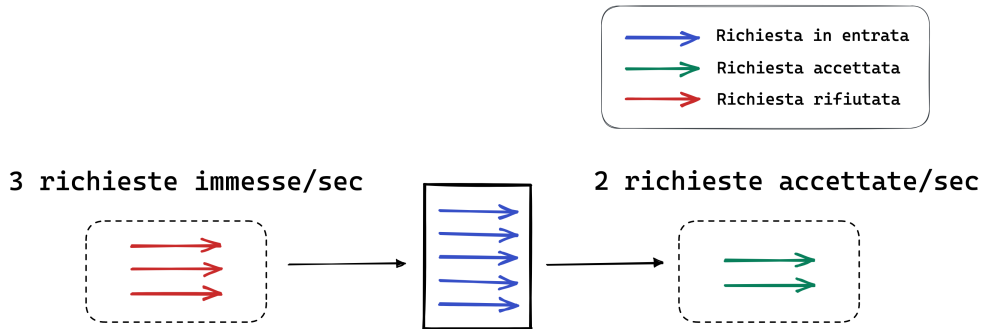 Richiesta in entrata
Richiesta accettata
Richiesta rifiutata
3 richieste immesse/sec
2 richieste accettate/sec